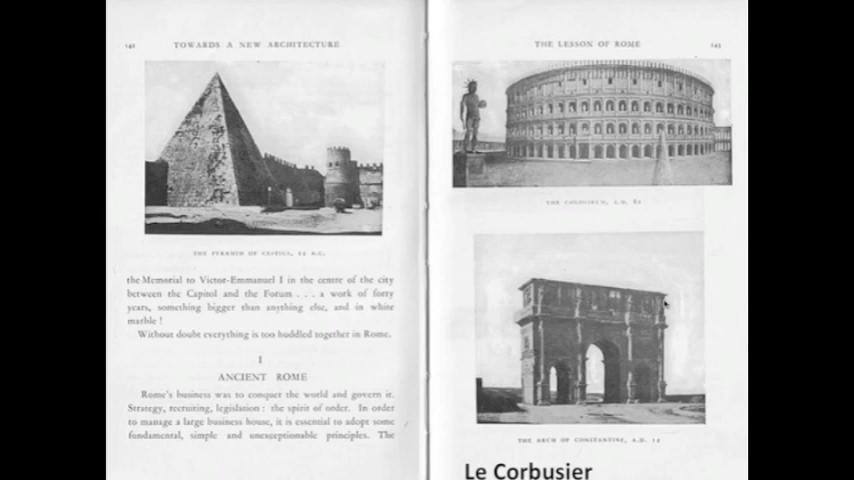 142 TOWARDS A NEW ARCHITECTURE
THE PYRAMID OF CESTIUS, 12 B.C.
the Memorial to Victor-Emmanuel I in the centre of the city
between the Capitol and the Forum . . . a work of forty
years, something bigger than anything else, and in white
marble !
Without doubt everything is too huddled together in Rome.
I
ANCIENT ROME
Rome's business was to conquer the world and govern it.
Strategy, recruiting, legislation : the spirit of order. In order
to manage a large business house, it is essential to adopt some
fundamental, simple and unexceptionable principles. The
THE LESSON OF ROME 143
THE COLOSSEUM, A.D. 82
THE ARCH OF CONSTANTINE, A.D. 12
Le Corbusier